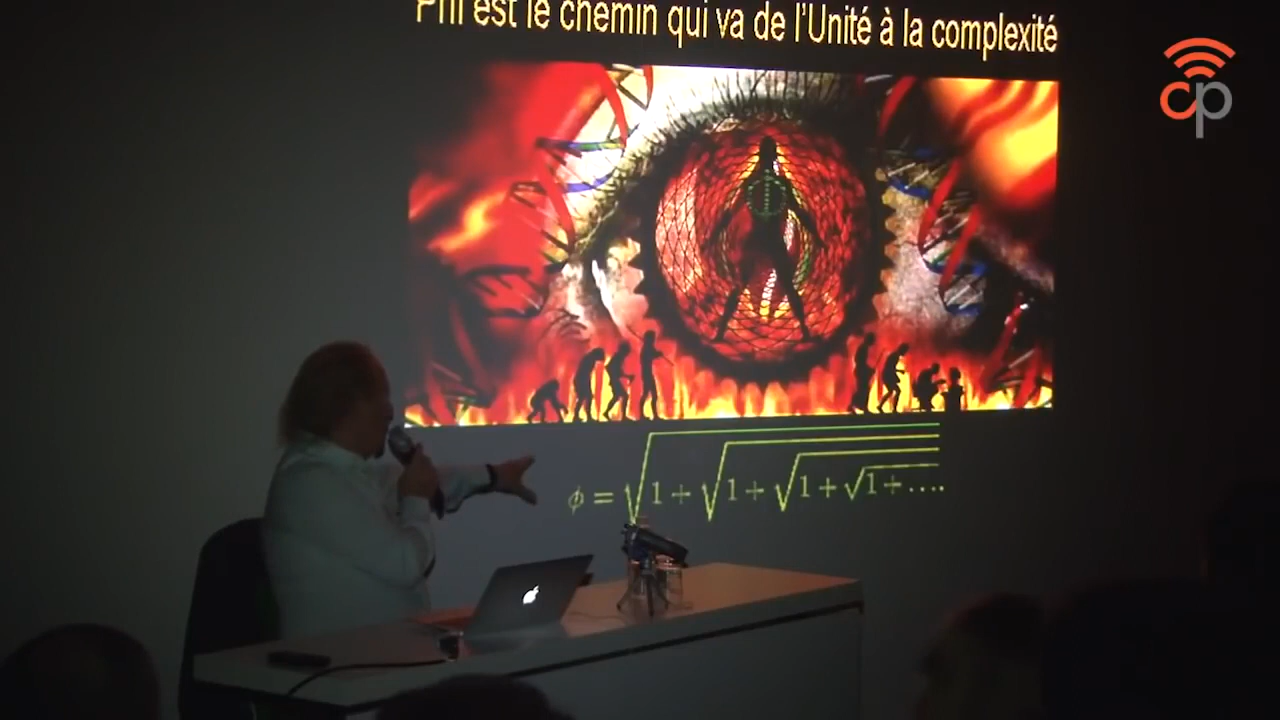 Phi est le chemin qui va de l'Unité à la complexité
cp
ϕ = √1 + √1 + √1 + √1 + ....